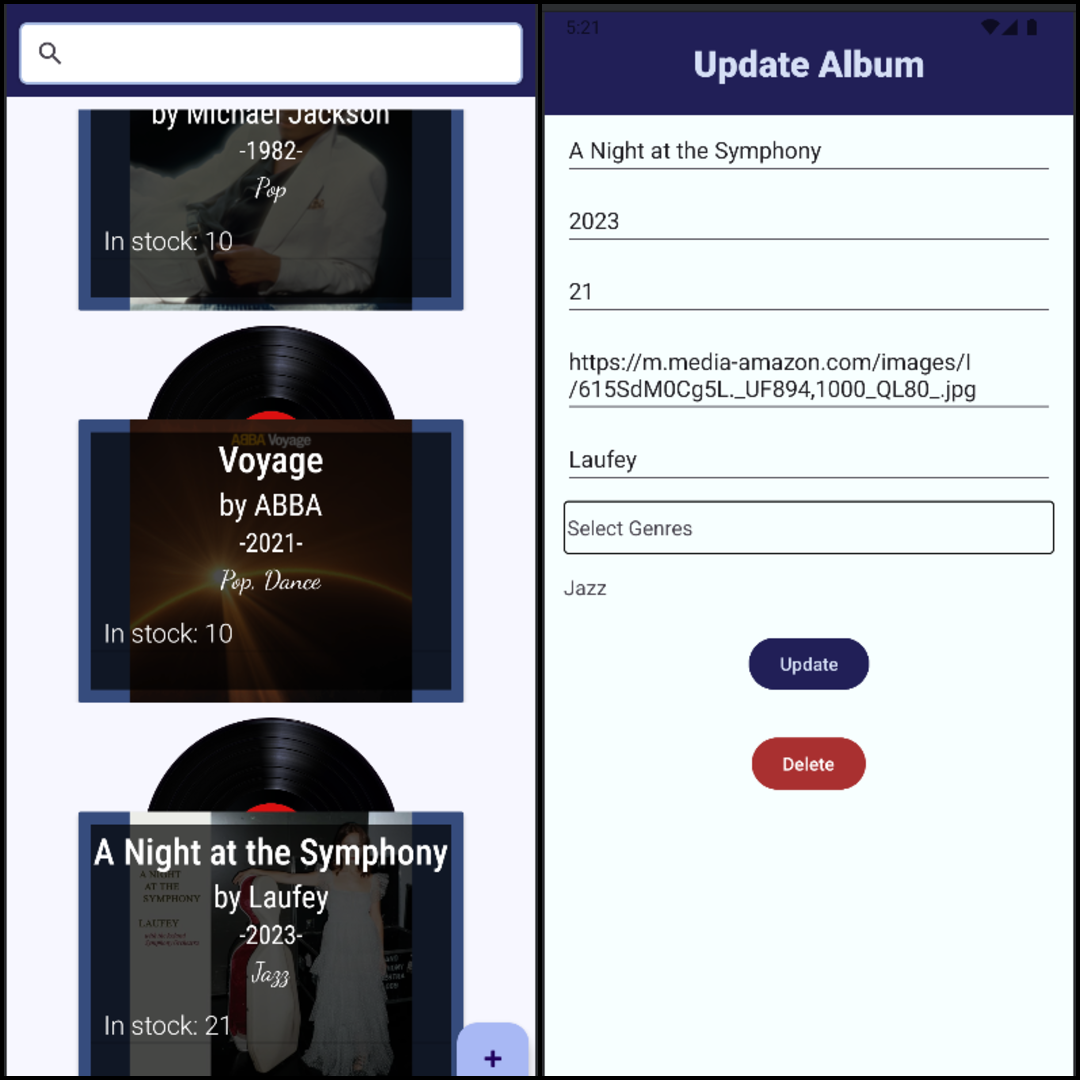 by Michael Jackson
-1982-
Pop
In stock: 10
ABBA Voyage
Voyage
by ABBA
-2021-
Pop, Dance
In stock: 10
A Night at the Symphony
A NIGHT
AT THE
SYMPHONY
by Laufey
LAUFEY
-2023-
Jazz
In stock: 21
+
5:21
Update Album
A Night at the Symphony
2023
21
https://m.media-amazon.com/images/I
/615SdM0Cg5L._UF894,1000_QL80_.jpg
Laufey
Select Genres
Jazz
Update
Delete